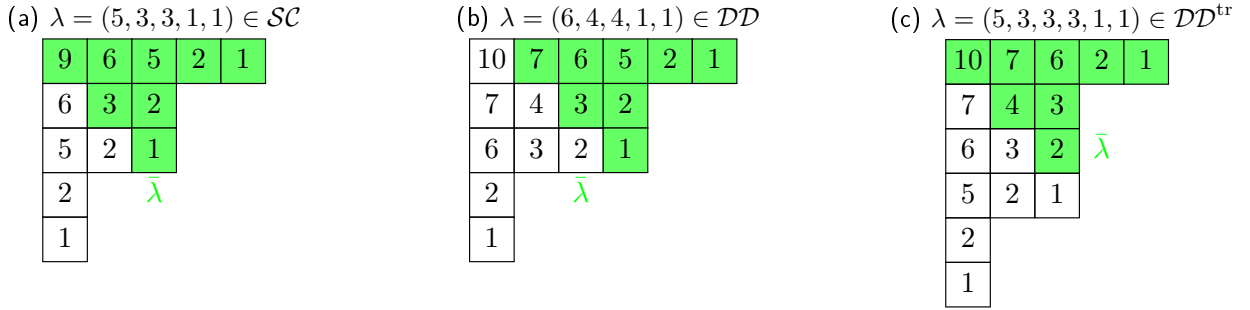 (a) λ = (5, 3, 3, 1, 1) ∈ 𝒮𝒞
9 6 5 2 1
6 3 2
5 2 1
2 λ̄
1
(b) λ = (6, 4, 4, 1, 1) ∈ 𝒟𝒟
10 7 6 5 2 1
7 4 3 2
6 3 2 1
2 λ̄
1
(c) λ = (5, 3, 3, 3, 1, 1) ∈ 𝒟𝒟^tr
10 7 6 2 1
7 4 3
6 3 2 λ̄
5 2 1
2
1